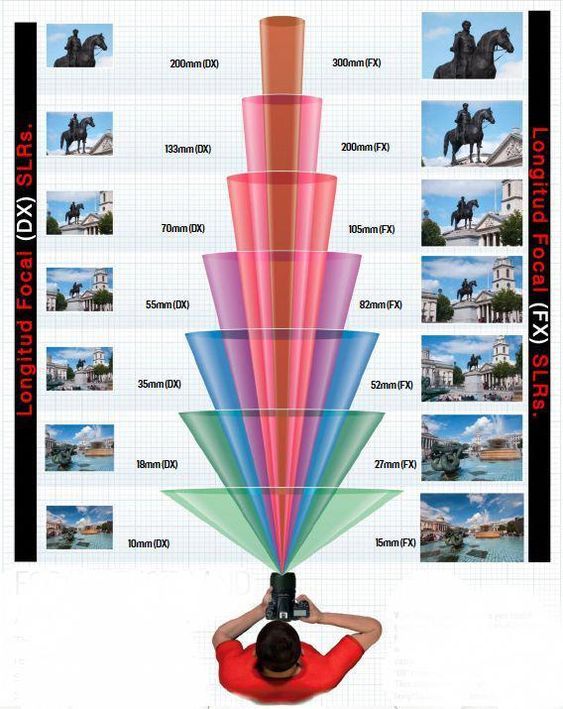 Longitud Focal (DX) SLRs.
Longitud Focal (FX) SLRs.
200mm (DX)
300mm (FX)
133mm (DX)
200mm (FX)
70mm (DX)
105mm (FX)
55mm (DX)
82mm (FX)
35mm (DX)
52mm (FX)
18mm (DX)
27mm (FX)
10mm (DX)
15mm (FX)